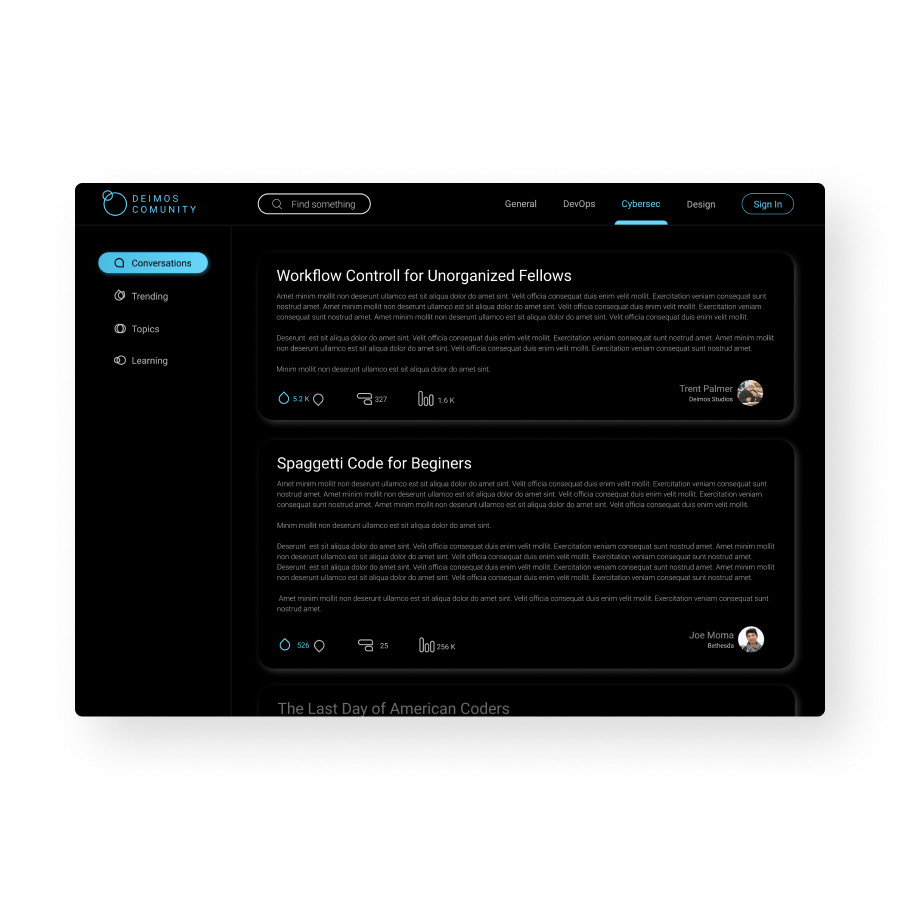 DEIMOS
COMUNITY
Find something
General
DevOps
Cybersec
Design
Sign In
Conversations
Trending
Topics
Learning
Workflow Controll for Unorganized Fellows
Amet minim mollit non deserunt ullamco est sit aliqua dolor do amet sint. Velit officia consequat duis enim velit mollit. Exercitation veniam consequat sunt
nostrud amet. Amet minim mollit non deserunt ullamco est sit aliqua dolor do amet sint. Velit officia consequat duis enim velit mollit. Exercitation veniam
consequat sunt nostrud amet. Amet minim mollit non deserunt ullamco est sit aliqua dolor do amet sint. Velit officia consequat duis enim velit mollit.
Deserunt est sit aliqua dolor do amet sint. Velit officia consequat duis enim velit mollit. Exercitation veniam consequat sunt nostrud amet. Amet minim mollit
non deserunt ullamco est sit aliqua dolor do amet sint. Velit officia consequat duis enim velit mollit. Exercitation veniam consequat sunt nostrud amet.
Minim mollit non deserunt ullamco est sit aliqua dolor do amet sint.
5.2 K
327
1.6 K
Trent Palmer
Deimos Studios
Spaggetti Code for Beginers
Amet minim mollit non deserunt ullamco est sit aliqua dolor do amet sint. Velit officia consequat duis enim velit mollit. Exercitation veniam consequat sunt
nostrud amet. Amet minim mollit non deserunt ullamco est sit aliqua dolor do amet sint. Velit officia consequat duis enim velit mollit. Exercitation veniam
consequat sunt nostrud amet. Amet minim mollit non deserunt ullamco est sit aliqua dolor do amet sint. Velit officia consequat duis enim velit mollit.
Minim mollit non deserunt ullamco est sit aliqua dolor do amet sint.
Deserunt est sit aliqua dolor do amet sint. Velit officia consequat duis enim velit mollit. Exercitation veniam consequat sunt nostrud amet. Amet minim mollit
non deserunt ullamco est sit aliqua dolor do amet sint. Velit officia consequat duis enim velit mollit. Exercitation veniam consequat sunt nostrud amet.
Deserunt est sit aliqua dolor do amet sint. Velit officia consequat duis enim velit mollit. Exercitation veniam consequat sunt nostrud amet. Amet minim mollit
non deserunt ullamco est sit aliqua dolor do amet sint. Velit officia consequat duis enim velit mollit. Exercitation veniam consequat sunt nostrud amet.
Amet minim mollit non deserunt ullamco est sit aliqua dolor do amet sint. Velit officia consequat duis enim velit mollit. Exercitation veniam consequat sunt
nostrud amet.
526
25
256 K
Joe Moma
Bethesda
The Last Day of American Coders